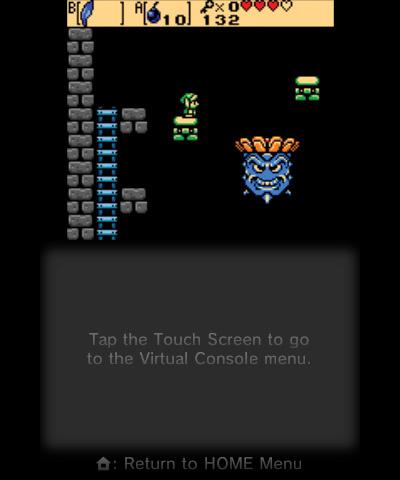 B[ ] A[ 10] ×0
132
Tap the Touch Screen to go
to the Virtual Console menu.
: Return to HOME Menu